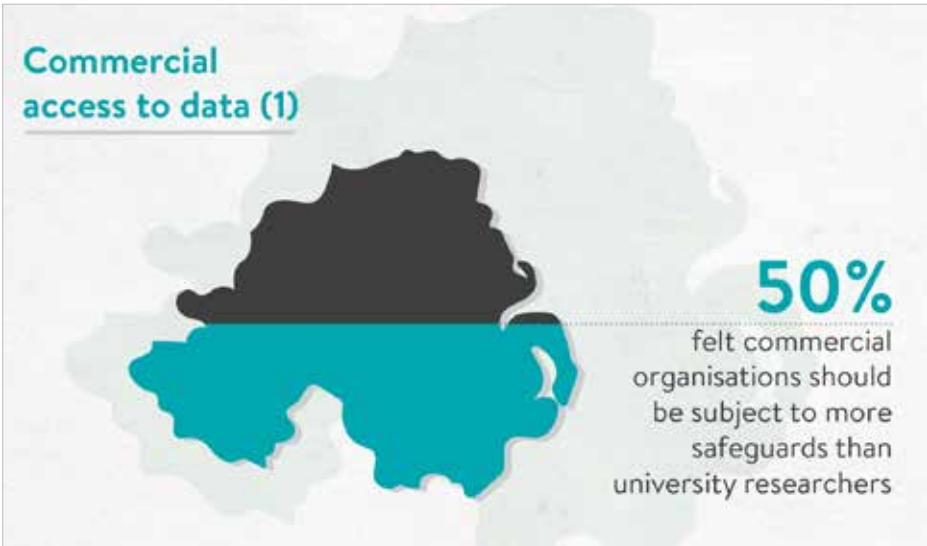 Commercial
access to data (1)
50%
felt commercial
organisations should
be subject to more
safeguards than
university researchers